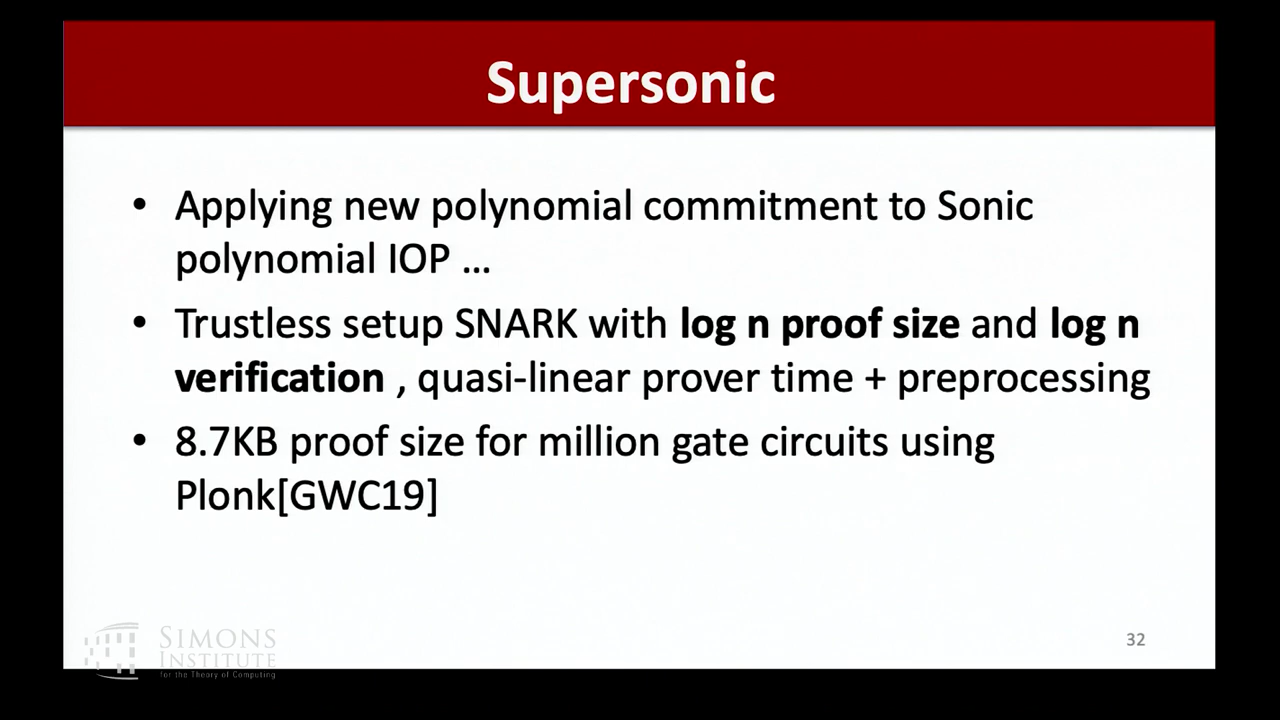 Supersonic
• Applying new polynomial commitment to Sonic
polynomial IOP ...
• Trustless setup SNARK with log n proof size and log n
verification , quasi-linear prover time + preprocessing
• 8.7KB proof size for million gate circuits using
Plonk[GWC19]
SIMONS
INSTITUTE
for the Theory of Computing
32